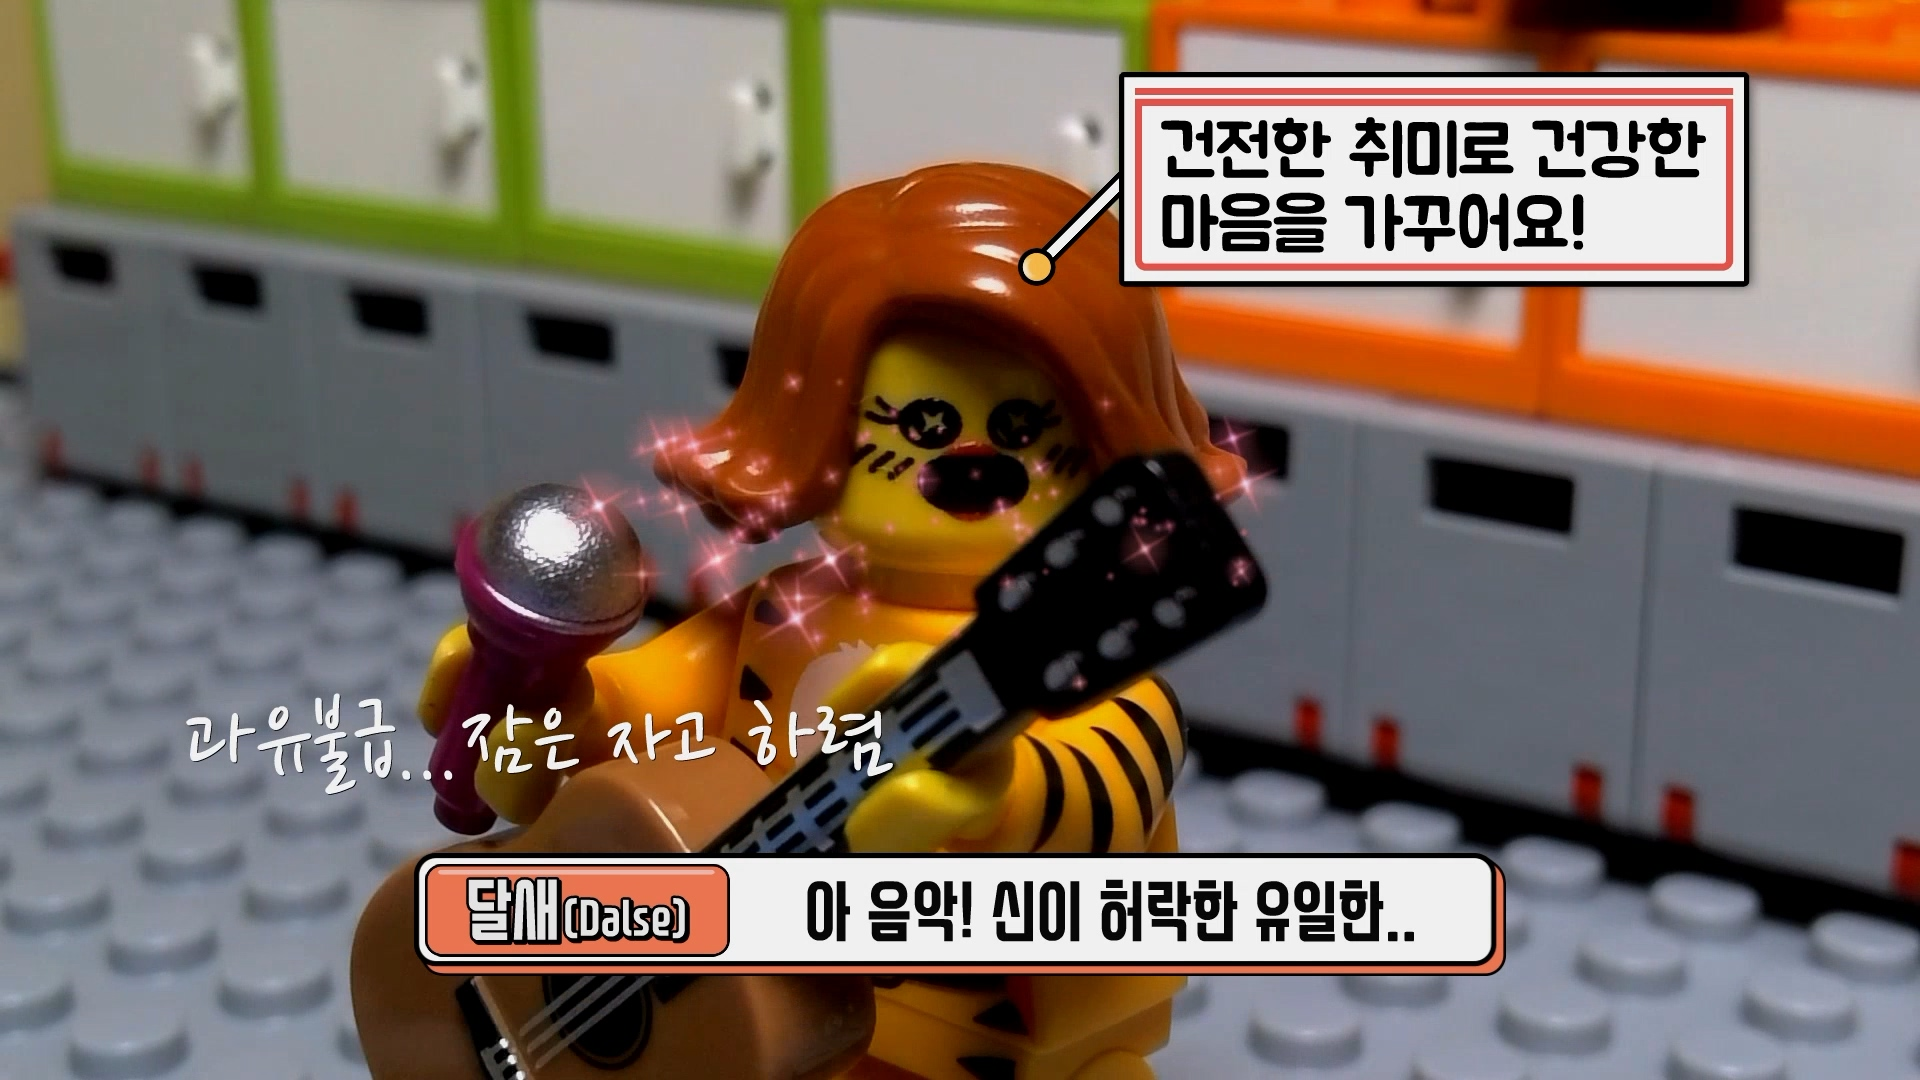 건전한 취미로 건강한
마음을 가꾸어요!
과유불급...잠은 자고 하렴
달새(Dalse) 아 음악! 신이 허락한 유일한..